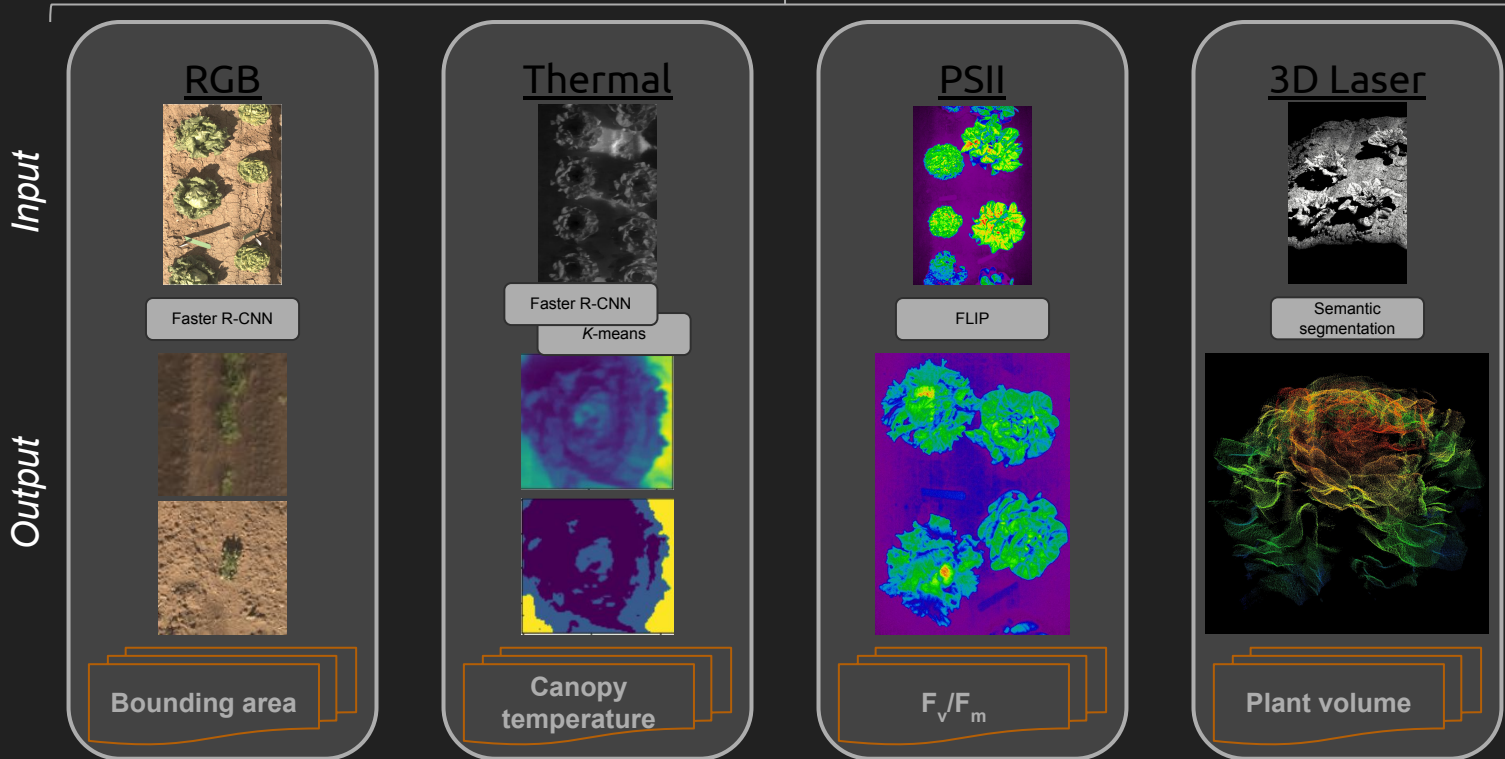 RGB
Thermal
PSII
3D Laser
Input
Faster R-CNN
Faster R-CNN
K-means
FLIP
Semantic
segmentation
Output
Bounding area
Canopy
temperature
Fv/Fm
Plant volume